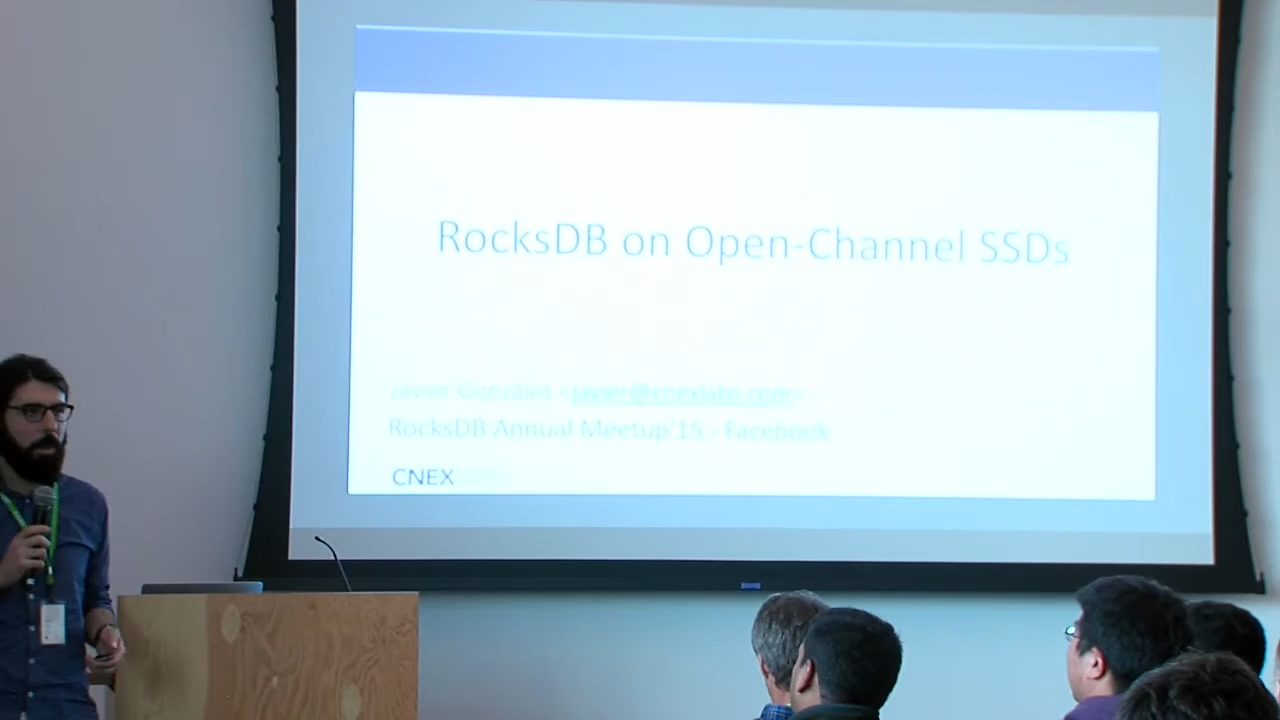 RocksDB on Open-Channel SSDs
Javier González <javier@cnexlabs.com>
RocksDB Annual Meetup'15 - Facebook
CNEX